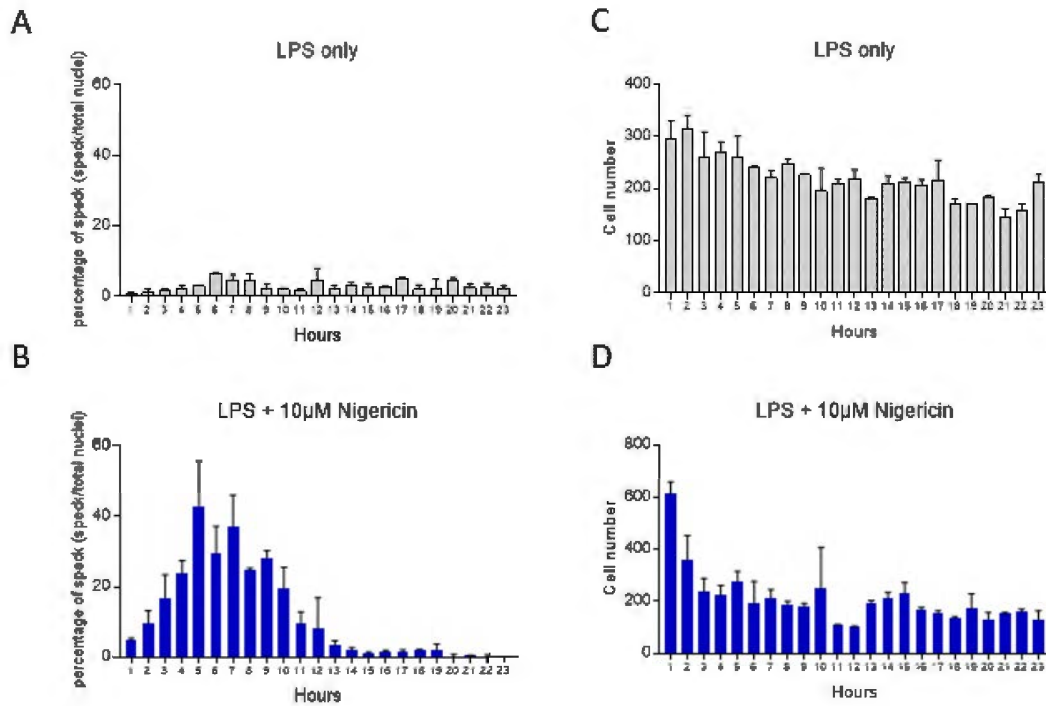 A
LPS only
percentage of speck (speck/total nuclei)
60
40
20
0
1 2 3 4 5 6 7 8 9 10 11 12 13 14 15 16 17 18 19 20 21 22 23
Hours
C
LPS only
Cell number
400
300
200
100
0
1 2 3 4 5 6 7 8 9 10 11 12 13 14 15 16 17 18 19 20 21 22 23
Hours
B
LPS + 10µM Nigericin
percentage of speck (speck/total nuclei)
60
40
20
0
1 2 3 4 5 6 7 8 9 10 11 12 13 14 15 16 17 18 19 20 21 22 23
Hours
D
LPS + 10µM Nigericin
Cell number
800
600
400
200
0
1 2 3 4 5 6 7 8 9 10 11 12 13 14 15 16 17 18 19 20 21 22 23
Hours